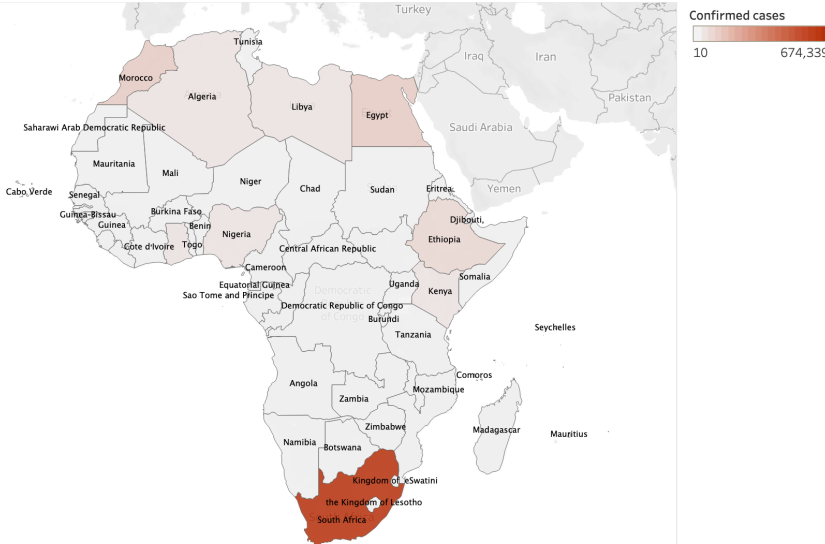 Turkey
Confirmed cases
10
674,339
Tunisia
Iraq
Iran
Morocco
Algeria
Libya
Egypt
Pakistan
Saharawi Arab Democratic Republic
Saudi Arabia
Mauritania
Mali
Niger
Chad
Sudan
Eritrea
Yemen
Cabo Verde
Senegal
Guinea-Bissau
Burkina Faso
Guinea
Benin
Djibouti
Nigeria
Ethiopia
Cote d'Ivoire
Togo
Central African Republic
Cameroon
Somalia
Equatorial Guinea
Uganda
Kenya
Sao Tome and Principe
Democratic
Democratic Republic of Congo
of Congo
Burundi
Seychelles
Tanzania
Comoros
Angola
Mozambique
Zambia
Zimbabwe
Madagascar
Mauritius
Namibia
Botswana
Kingdom of eSwatini
the Kingdom of Lesotho
South Africa